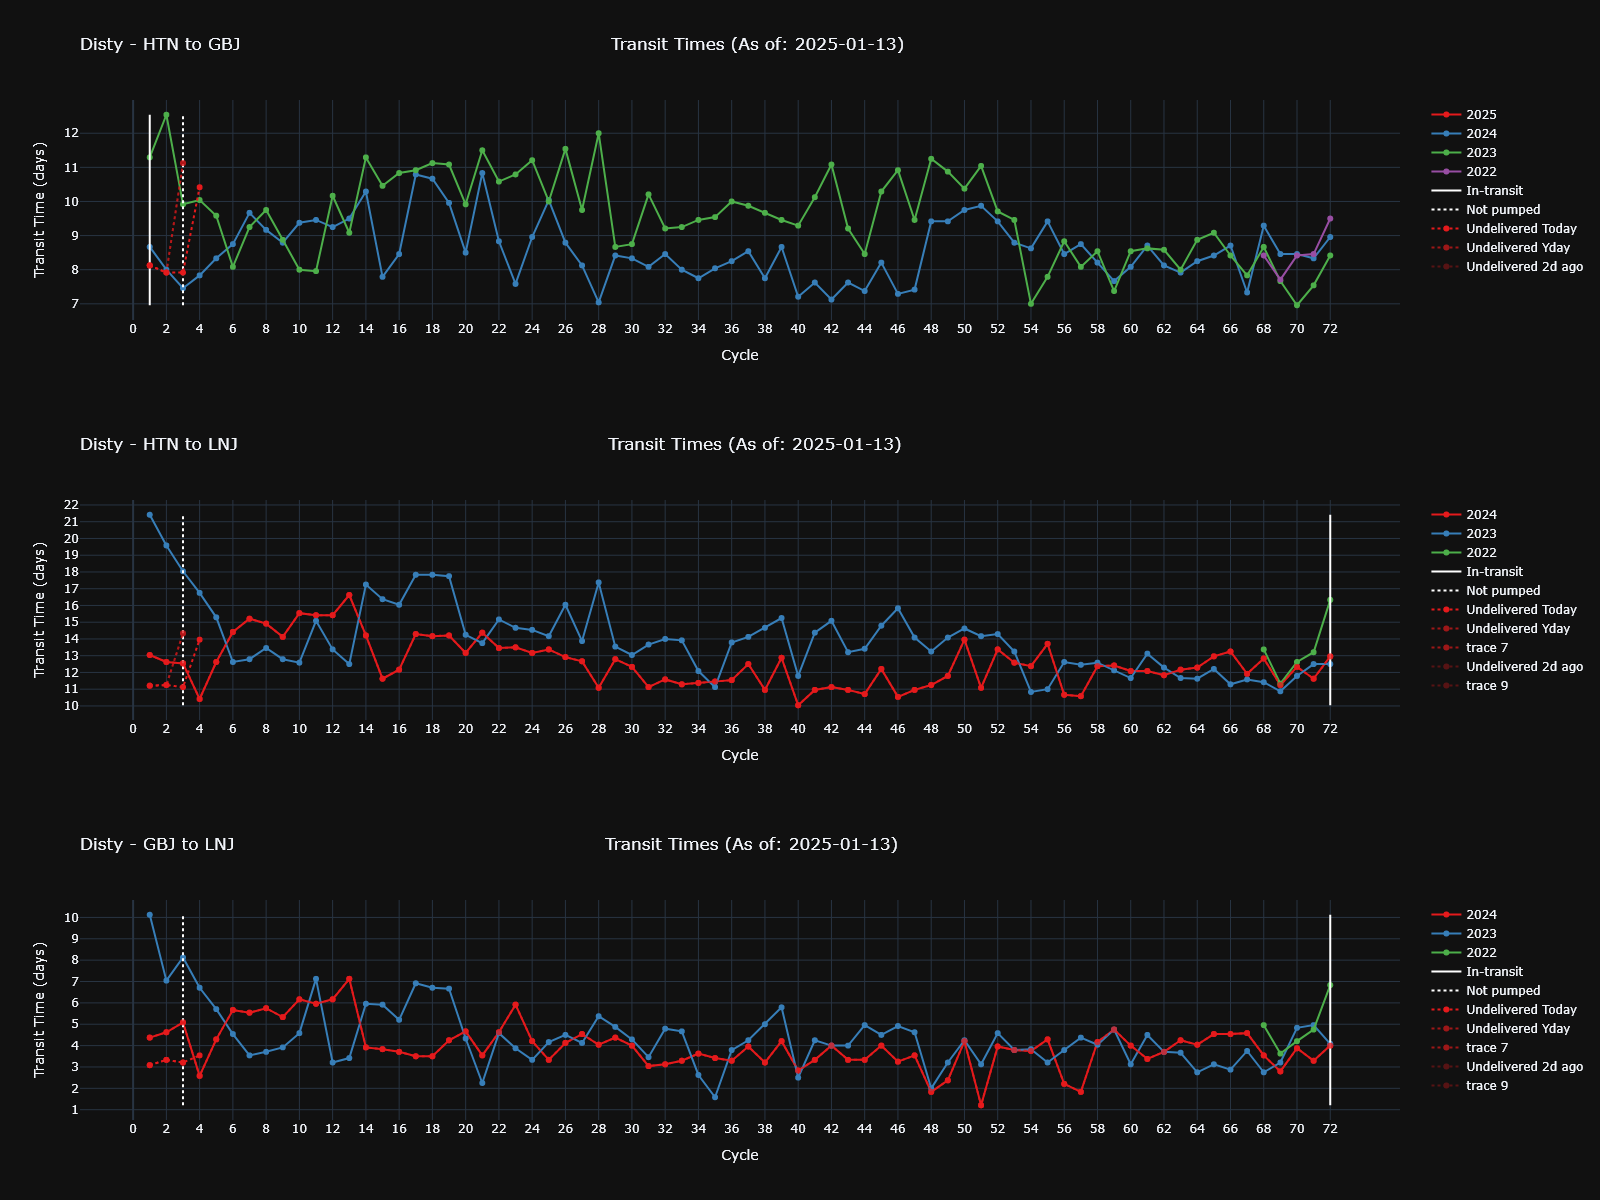 Disty - HTN to GBJ
Transit Times (As of: 2025-01-13)
Transit Time (days)
12
11
10
9
8
7
0 2 4 6 8 10 12 14 16 18 20 22 24 26 28 30 32 34 36 38 40 42 44 46 48 50 52 54 56 58 60 62 64 66 68 70 72
Cycle
2025
2024
2023
2022
In-transit
Not pumped
Undelivered Today
Undelivered Yday
Undelivered 2d ago
Disty - HTN to LNJ
Transit Times (As of: 2025-01-13)
Transit Time (days)
22
21
20
19
18
17
16
15
14
13
12
11
10
0 2 4 6 8 10 12 14 16 18 20 22 24 26 28 30 32 34 36 38 40 42 44 46 48 50 52 54 56 58 60 62 64 66 68 70 72
Cycle
2024
2023
2022
In-transit
Not pumped
Undelivered Today
Undelivered Yday
trace 7
Undelivered 2d ago
trace 9
Disty - GBJ to LNJ
Transit Times (As of: 2025-01-13)
Transit Time (days)
10
9
8
7
6
5
4
3
2
1
0 2 4 6 8 10 12 14 16 18 20 22 24 26 28 30 32 34 36 38 40 42 44 46 48 50 52 54 56 58 60 62 64 66 68 70 72
Cycle
2024
2023
2022
In-transit
Not pumped
Undelivered Today
Undelivered Yday
trace 7
Undelivered 2d ago
trace 9